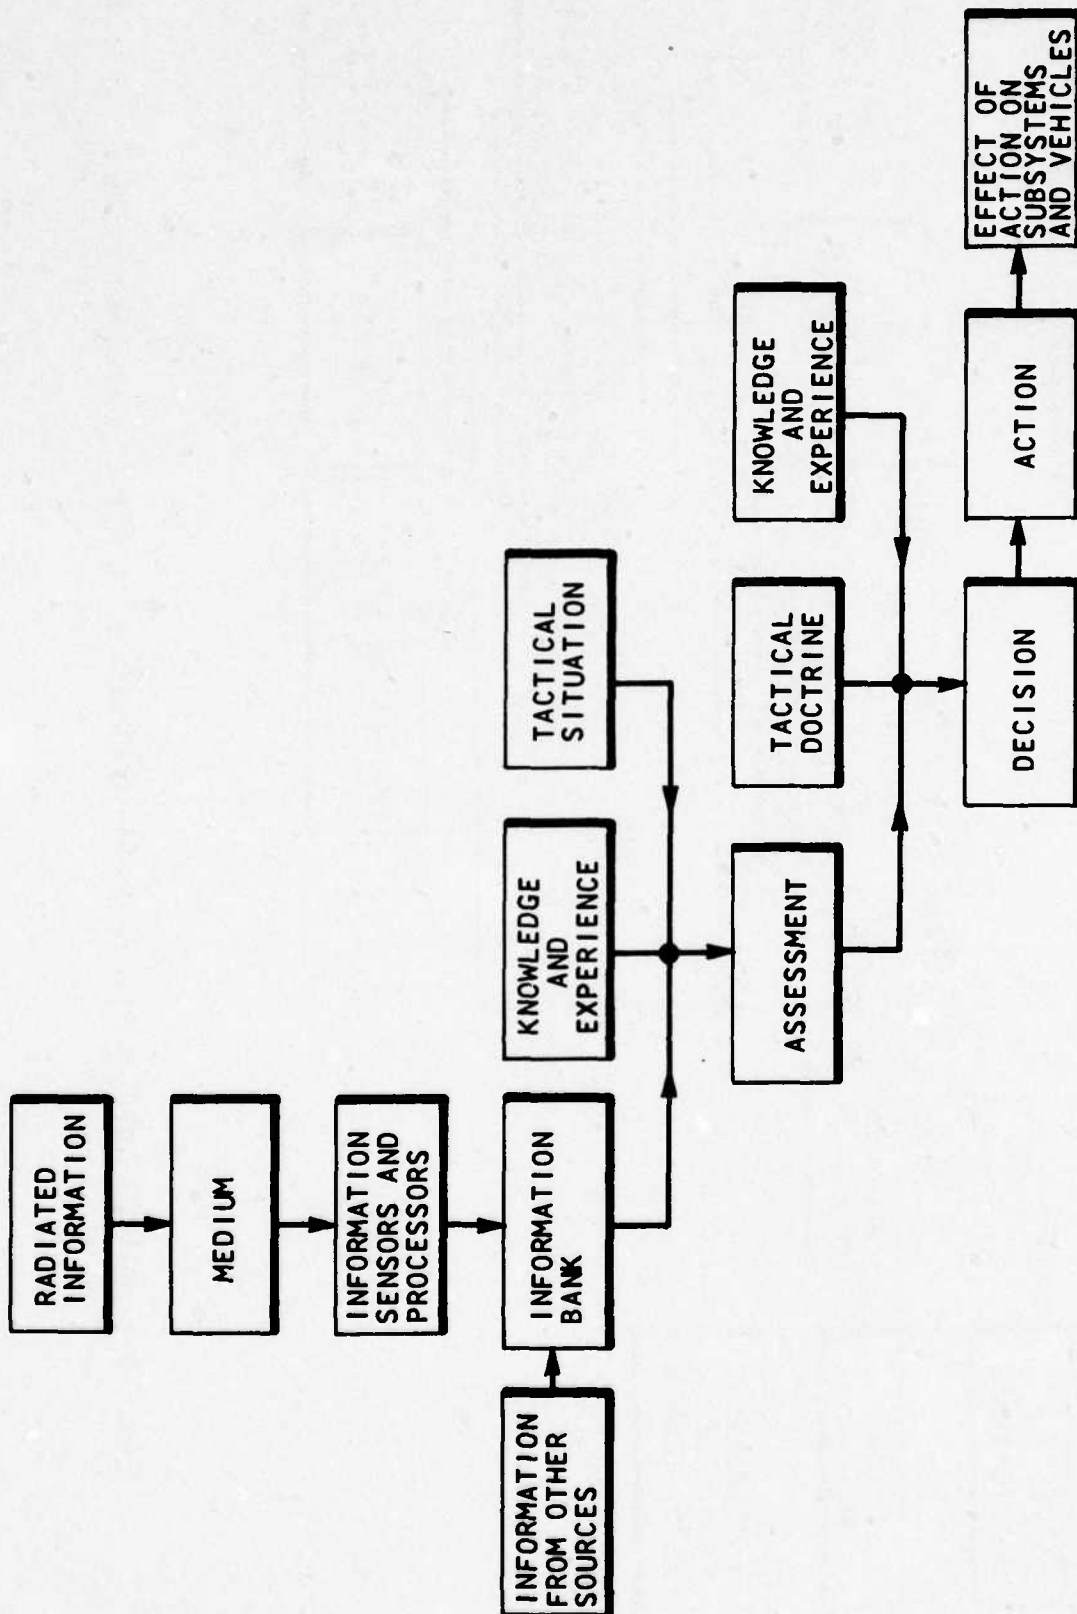 RADIATED
INFORMATION
MEDIUM
INFORMATION
SENSORS AND
PROCESSORS
INFORMATION
FROM OTHER
SOURCES
INFORMATION
BANK
KNOWLEDGE
AND
EXPERIENCE
TACTICAL
SITUATION
ASSESSMENT
TACTICAL
DOCTRINE
KNOWLEDGE
AND
EXPERIENCE
DECISION
ACTION
EFFECT OF
ACTION ON
SUBSYSTEMS
AND VEHICLES